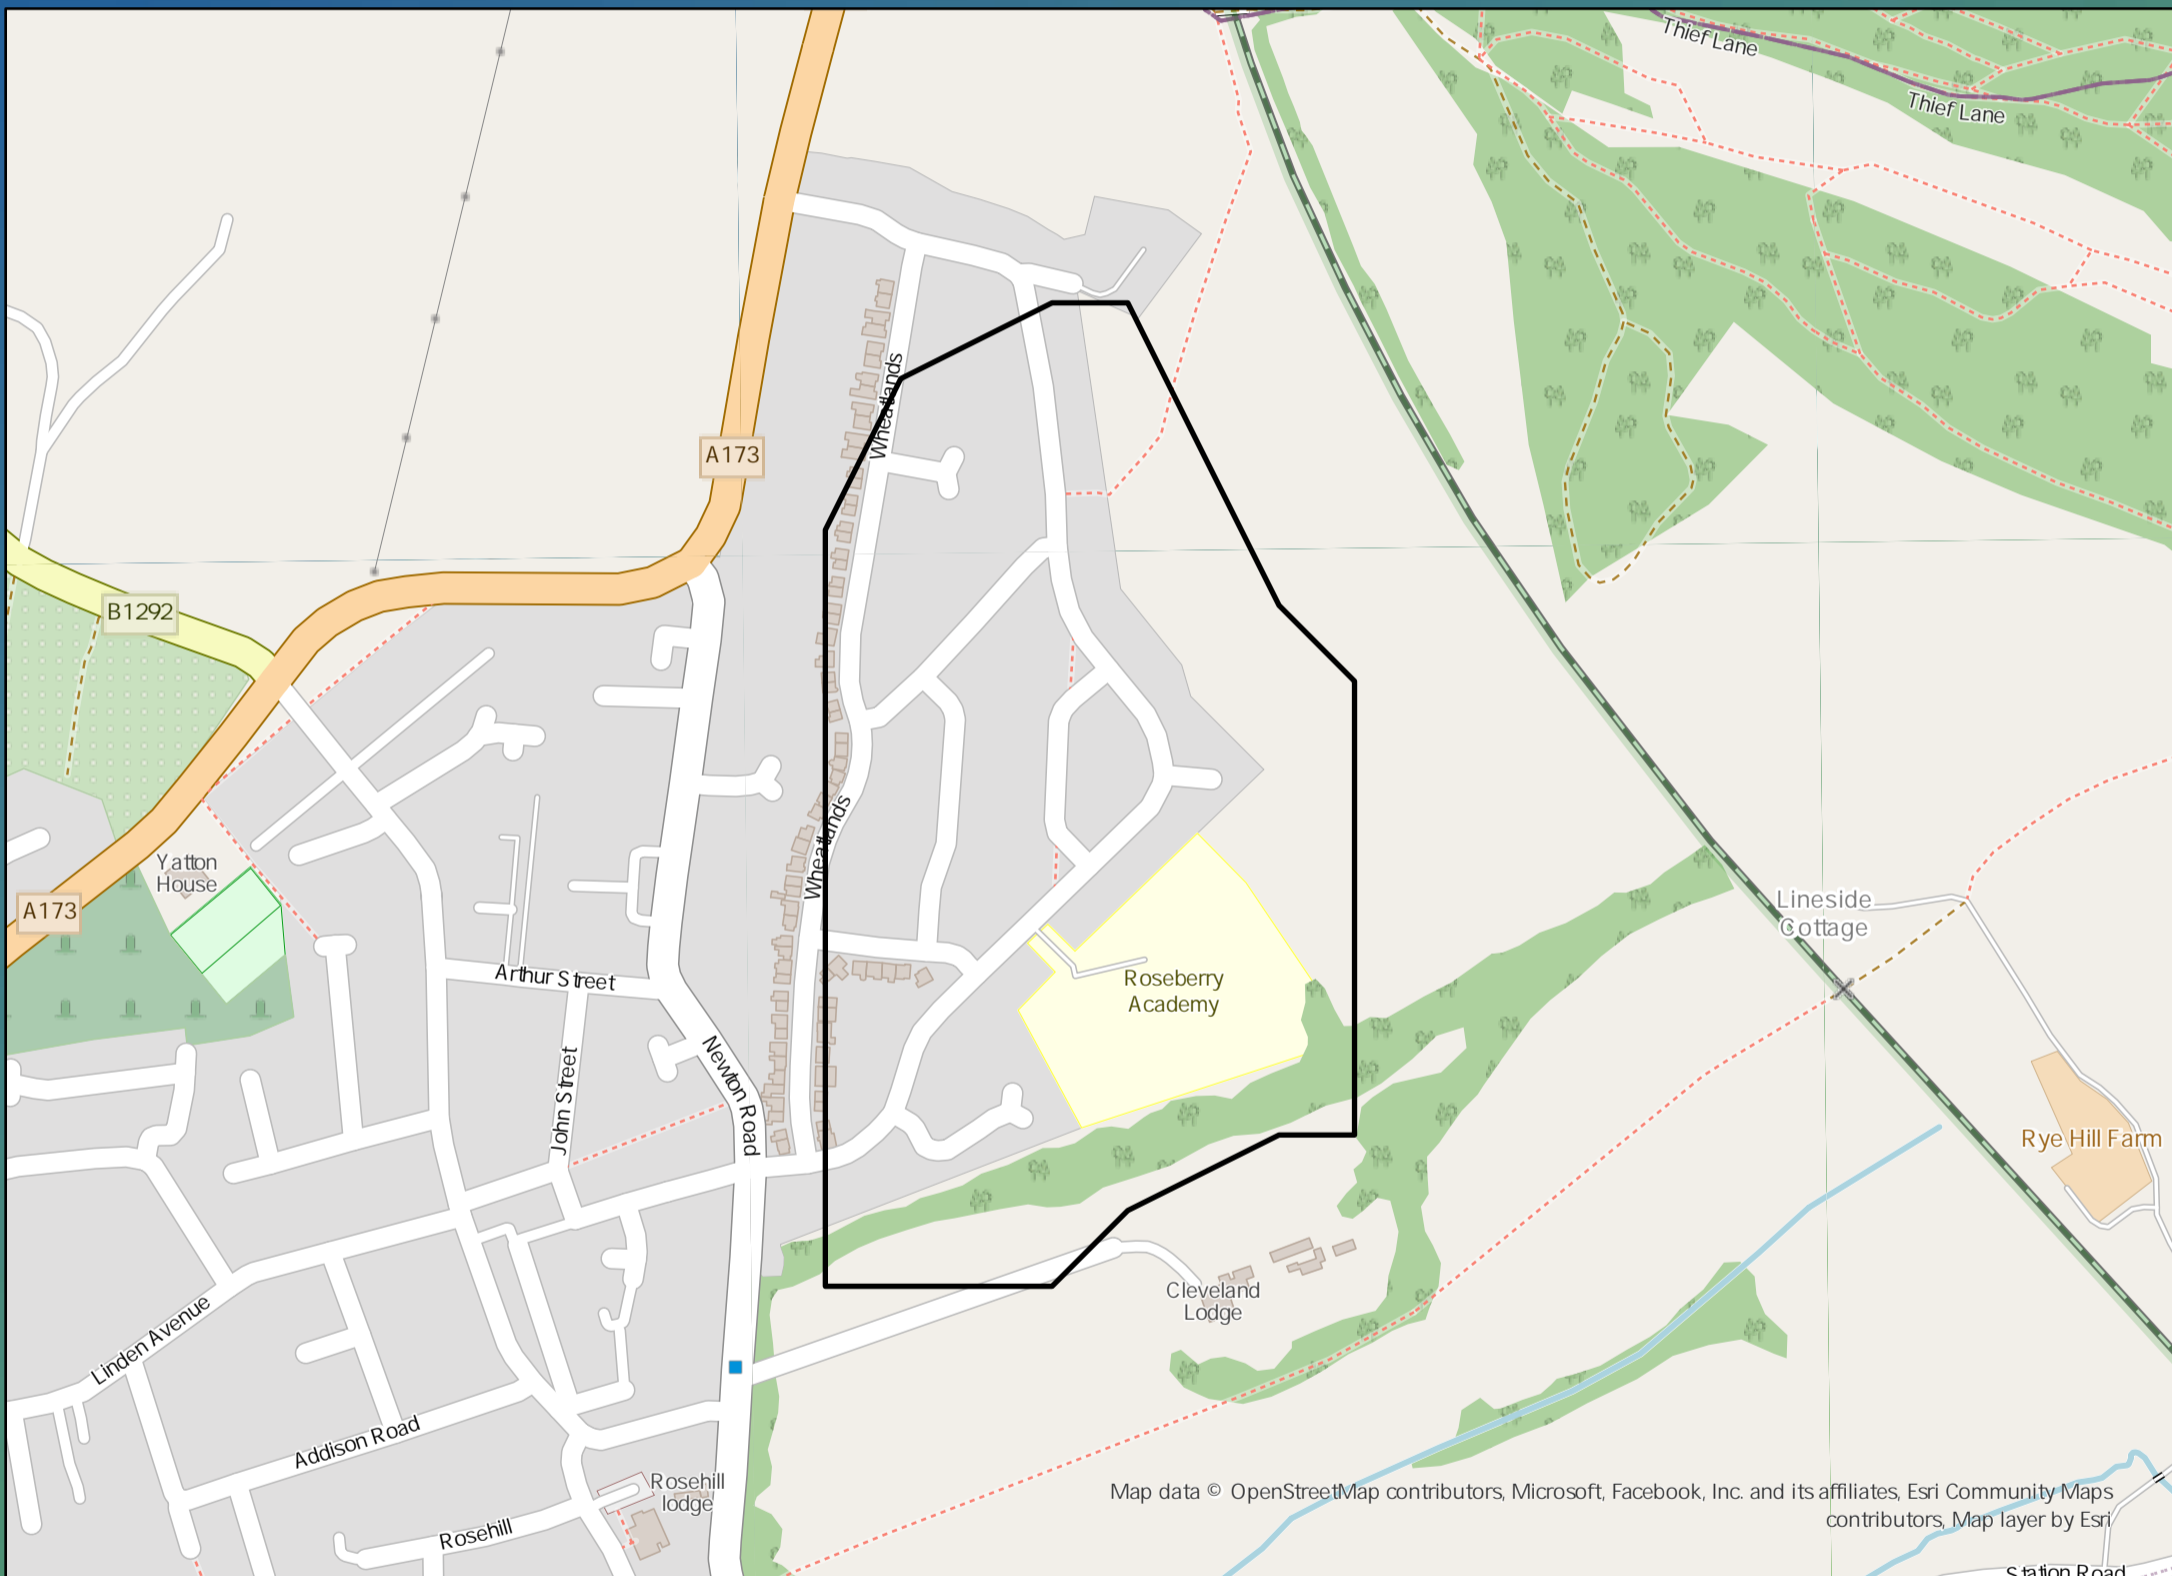 Thief Lane
Thief Lane
Wheatlands
A173
B1292
Yatton
House
Wheatlands
A173
Lineside
Cottage
Arthur Street
Roseberry
Academy
John Street
Newton Road
Rye Hill Farm
Cleveland
Lodge
Linden Avenue
Addison Road
Rosehill
lodge
Rosehill
Map data © OpenStreetMap contributors, Microsoft, Facebook, Inc. and its affiliates, Esri Community Maps
contributors, Map layer by Esri
Station Road